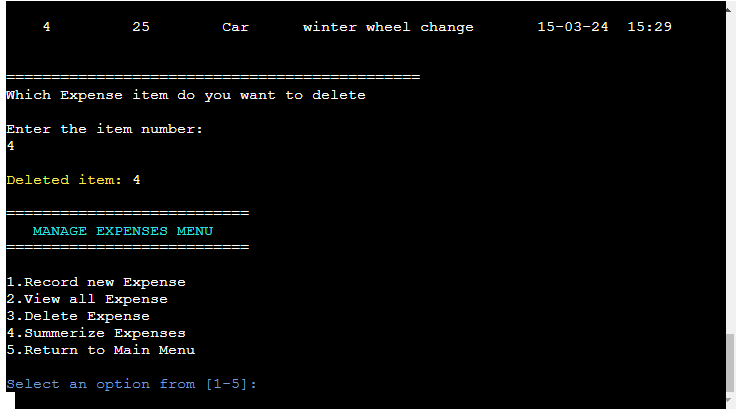 4 25 Car winter wheel change 15-03-24 15:29
==============================================
Which Expense item do you want to delete
Enter the item number:
4
Deleted item: 4
===========================
MANAGE EXPENSES MENU
===========================
1.Record new Expense
2.View all Expense
3.Delete Expense
4.Summerize Expenses
5.Return to Main Menu
Select an option from [1-5]: